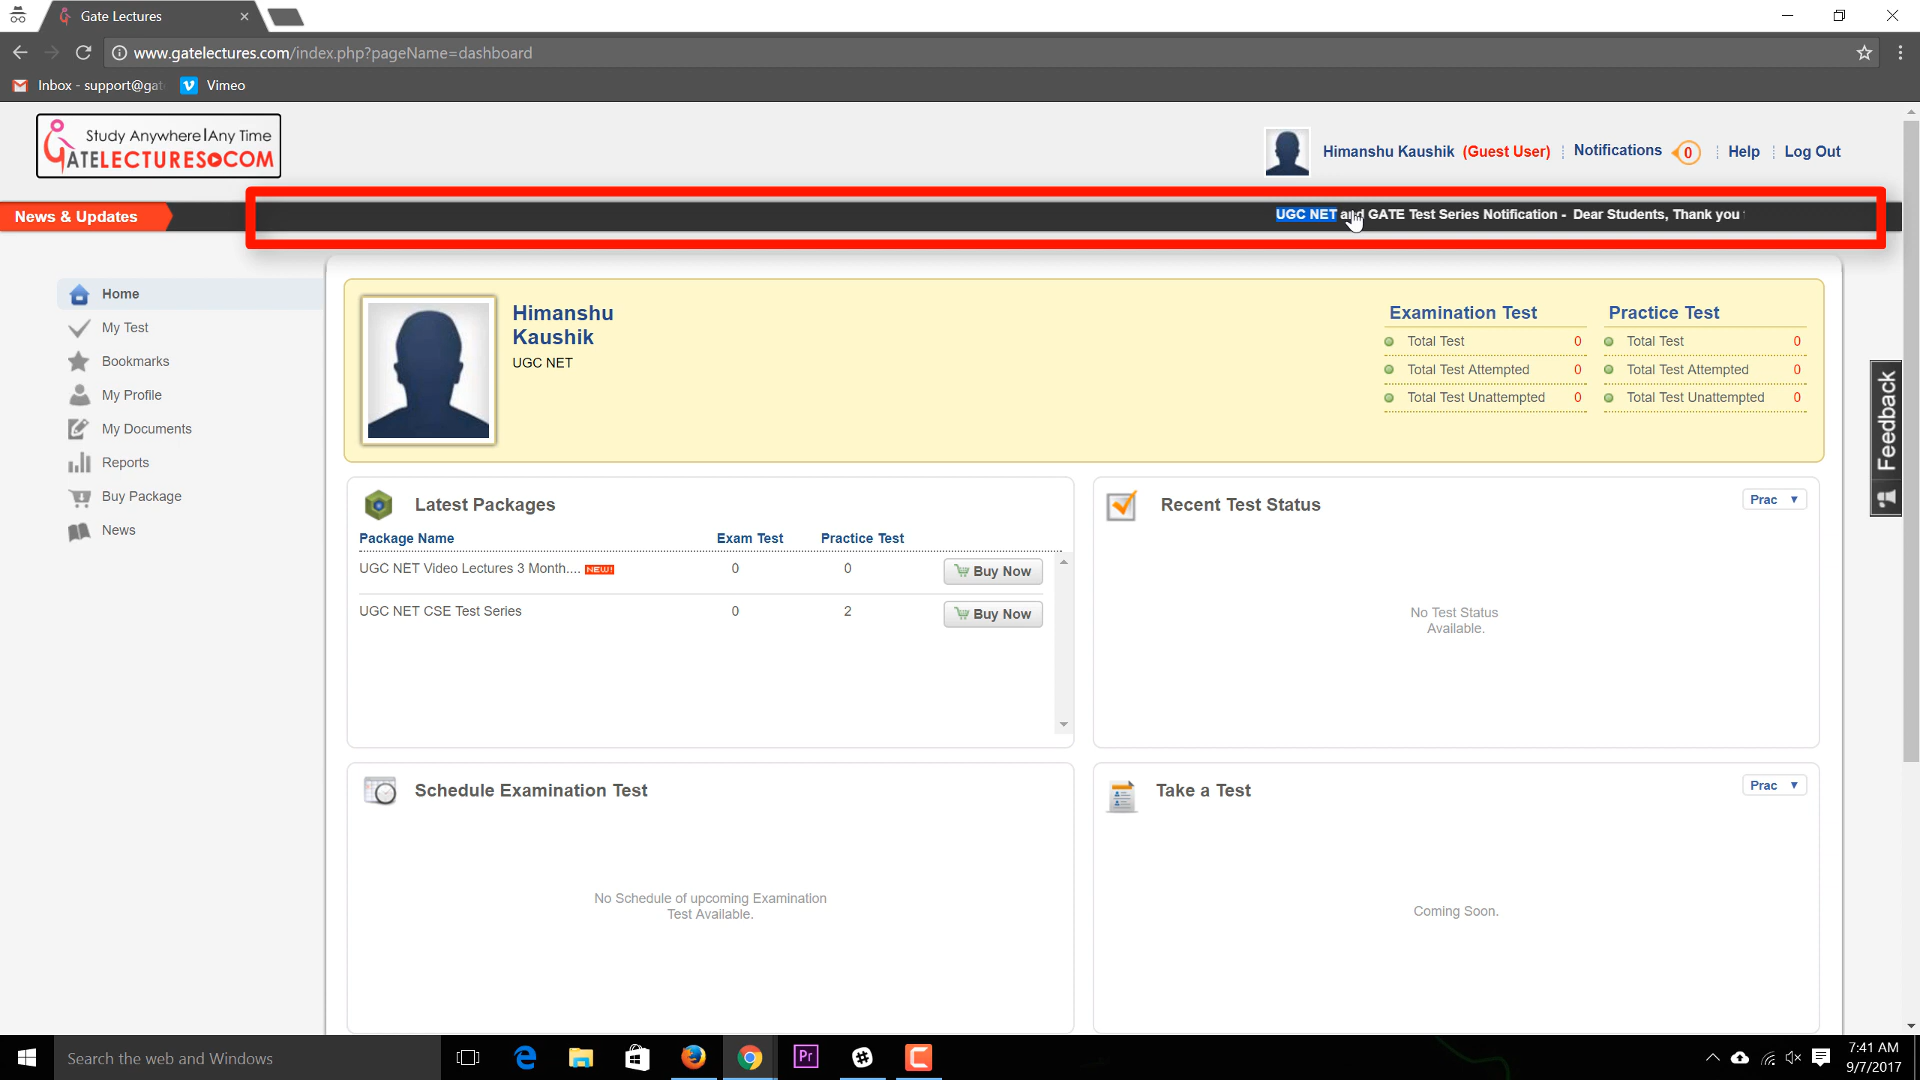 Gate Lectures
www.gatelectures.com/index.php?pageName=dashboard
Inbox - support@gat
Vimeo
Study Anywhere|Any Time
GATELECTURES.COM
Himanshu Kaushik (Guest User)
Notifications 0
Help
Log Out
News & Updates
UGC NET and GATE Test Series Notification - Dear Students, Thank you
Home
My Test
Bookmarks
My Profile
My Documents
Reports
Buy Package
News
Himanshu
Kaushik
UGC NET
Examination Test
Total Test 0
Total Test Attempted 0
Total Test Unattempted 0
Practice Test
Total Test 0
Total Test Attempted 0
Total Test Unattempted 0
Feedback
Latest Packages
Package Name Exam Test Practice Test
UGC NET Video Lectures 3 Month.... NEW! 0 0 Buy Now
UGC NET CSE Test Series 0 2 Buy Now
Recent Test Status
Prac
No Test Status
Available.
Schedule Examination Test
No Schedule of upcoming Examination
Test Available.
Take a Test
Prac
Coming Soon.
Search the web and Windows
Pr
7:41 AM
9/7/2017